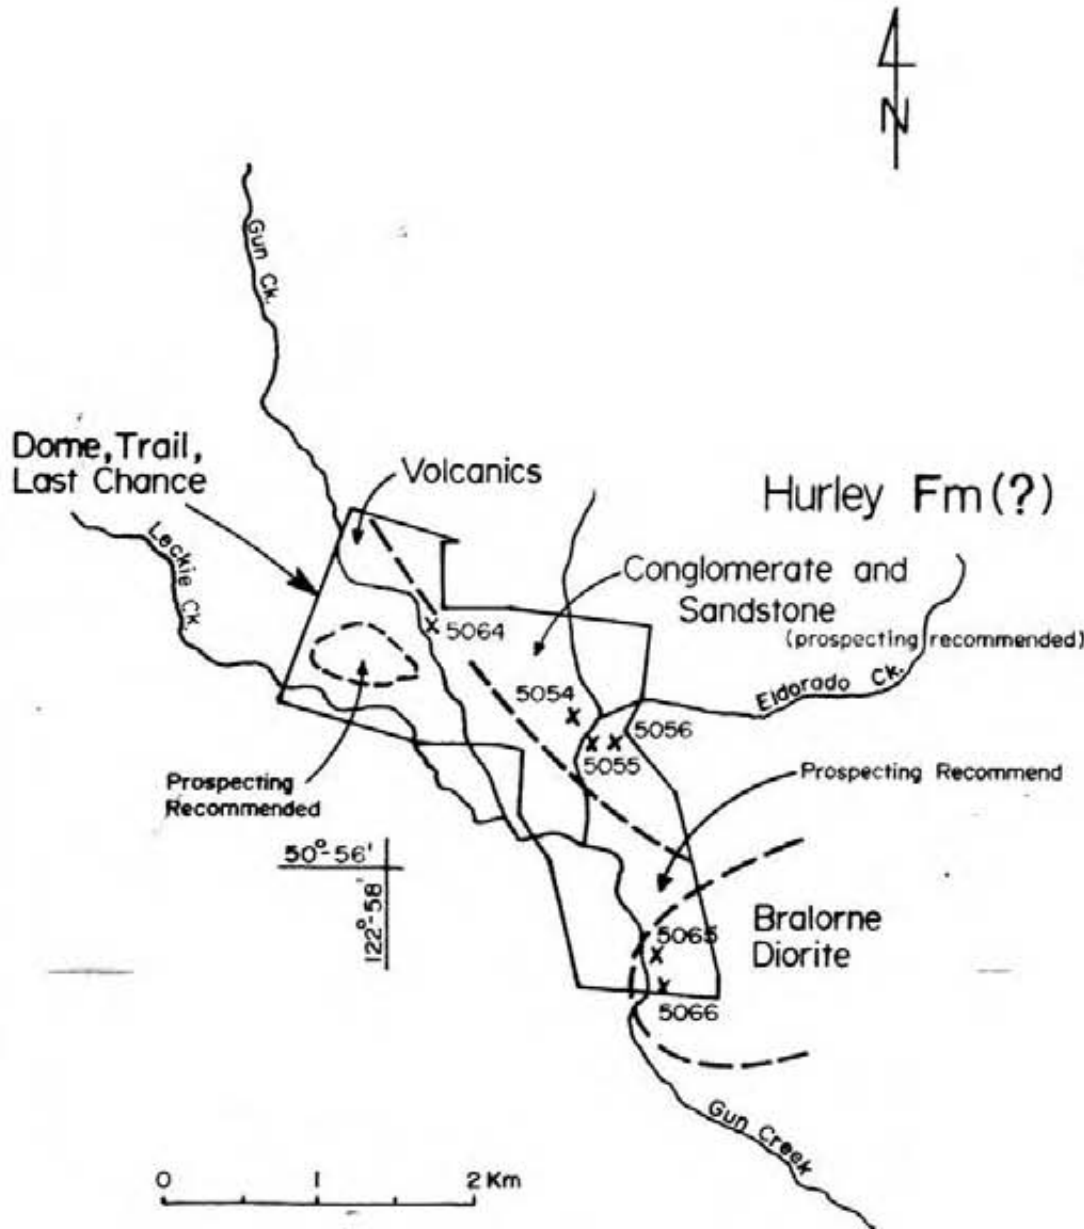 N
Gun Ck.
Dome, Trail,
Last Chance
Volcanics
Hurley Fm(?)
Leckie Ck.
Conglomerate and
Sandstone
(prospecting recommended)
5064
Eldorado Ck.
5054
5056
5055
Prospecting
Recommended
Prospecting Recommend
50°-56'
122°-58'
Bralorne
Diorite
5065
5066
Gun Creek
0 1 2 Km